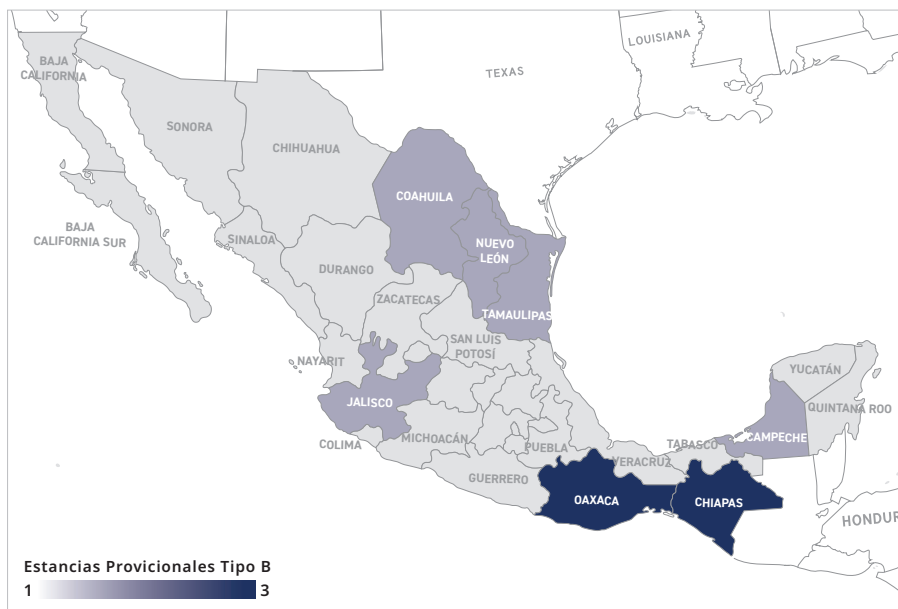 LOUISIANA
TEXAS
BAJA
CALIFORNIA
SONORA
CHIHUAHUA
COAHUILA
BAJA
CALIFORNIA SUR
SINALOA
NUEVO
LEÓN
DURANGO
ZACATECAS
TAMAULIPAS
SAN LUIS
POTOSÍ
NAYARIT
YUCATÁN
JALISCO
QUINTANA ROO
COLIMA
MICHOACÁN
PUEBLA
TABASCO
CAMPECHE
VERACRUZ
GUERRERO
OAXACA
CHIAPAS
HONDUR
Estancias Provicionales Tipo B
1 3